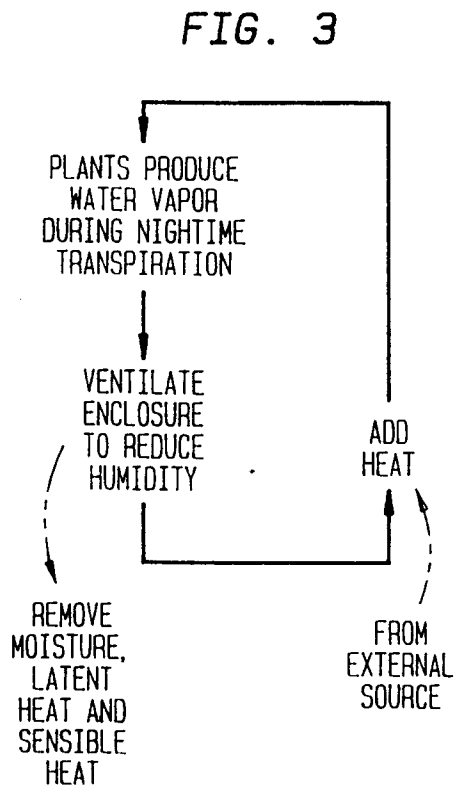 FIG. 3
PLANTS PRODUCE
WATER VAPOR
DURING NIGHTIME
TRANSPIRATION
VENTILATE
ENCLOSURE
TO REDUCE
HUMIDITY
ADD
HEAT
REMOVE
MOISTURE,
LATENT
HEAT AND
SENSIBLE
HEAT
FROM
EXTERNAL
SOURCE